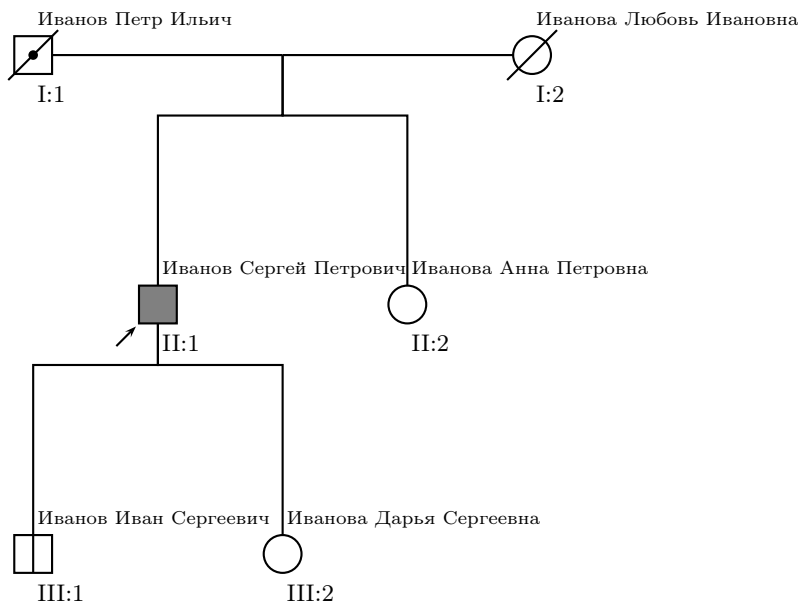 Иванов Петр Ильич
Иванова Любовь Ивановна
I:1
I:2
Иванов Сергей Петрович
Иванова Анна Петровна
II:1
II:2
Иванов Иван Сергеевич
Иванова Дарья Сергеевна
III:1
III:2